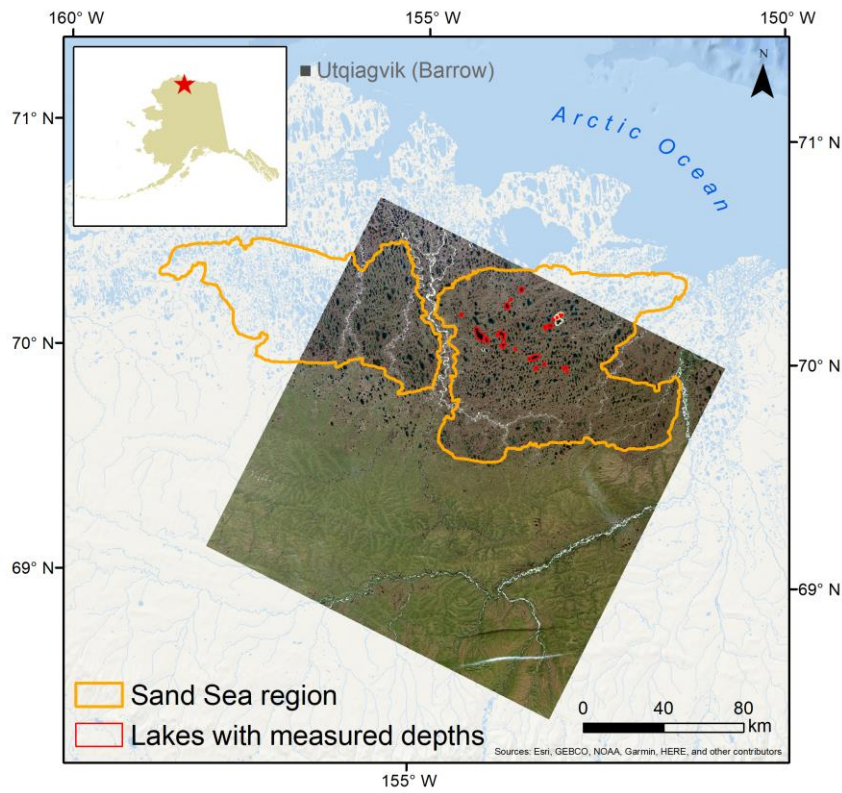 160° W
155° W
150° W
N
Utqiagvik (Barrow)
71° N
71° N
Arctic Ocean
70° N
70° N
69° N
69° N
Sand Sea region
Lakes with measured depths
0 40 80
km
Sources: Esri, GEBCO, NOAA, Garmin, HERE, and other contributors
155° W